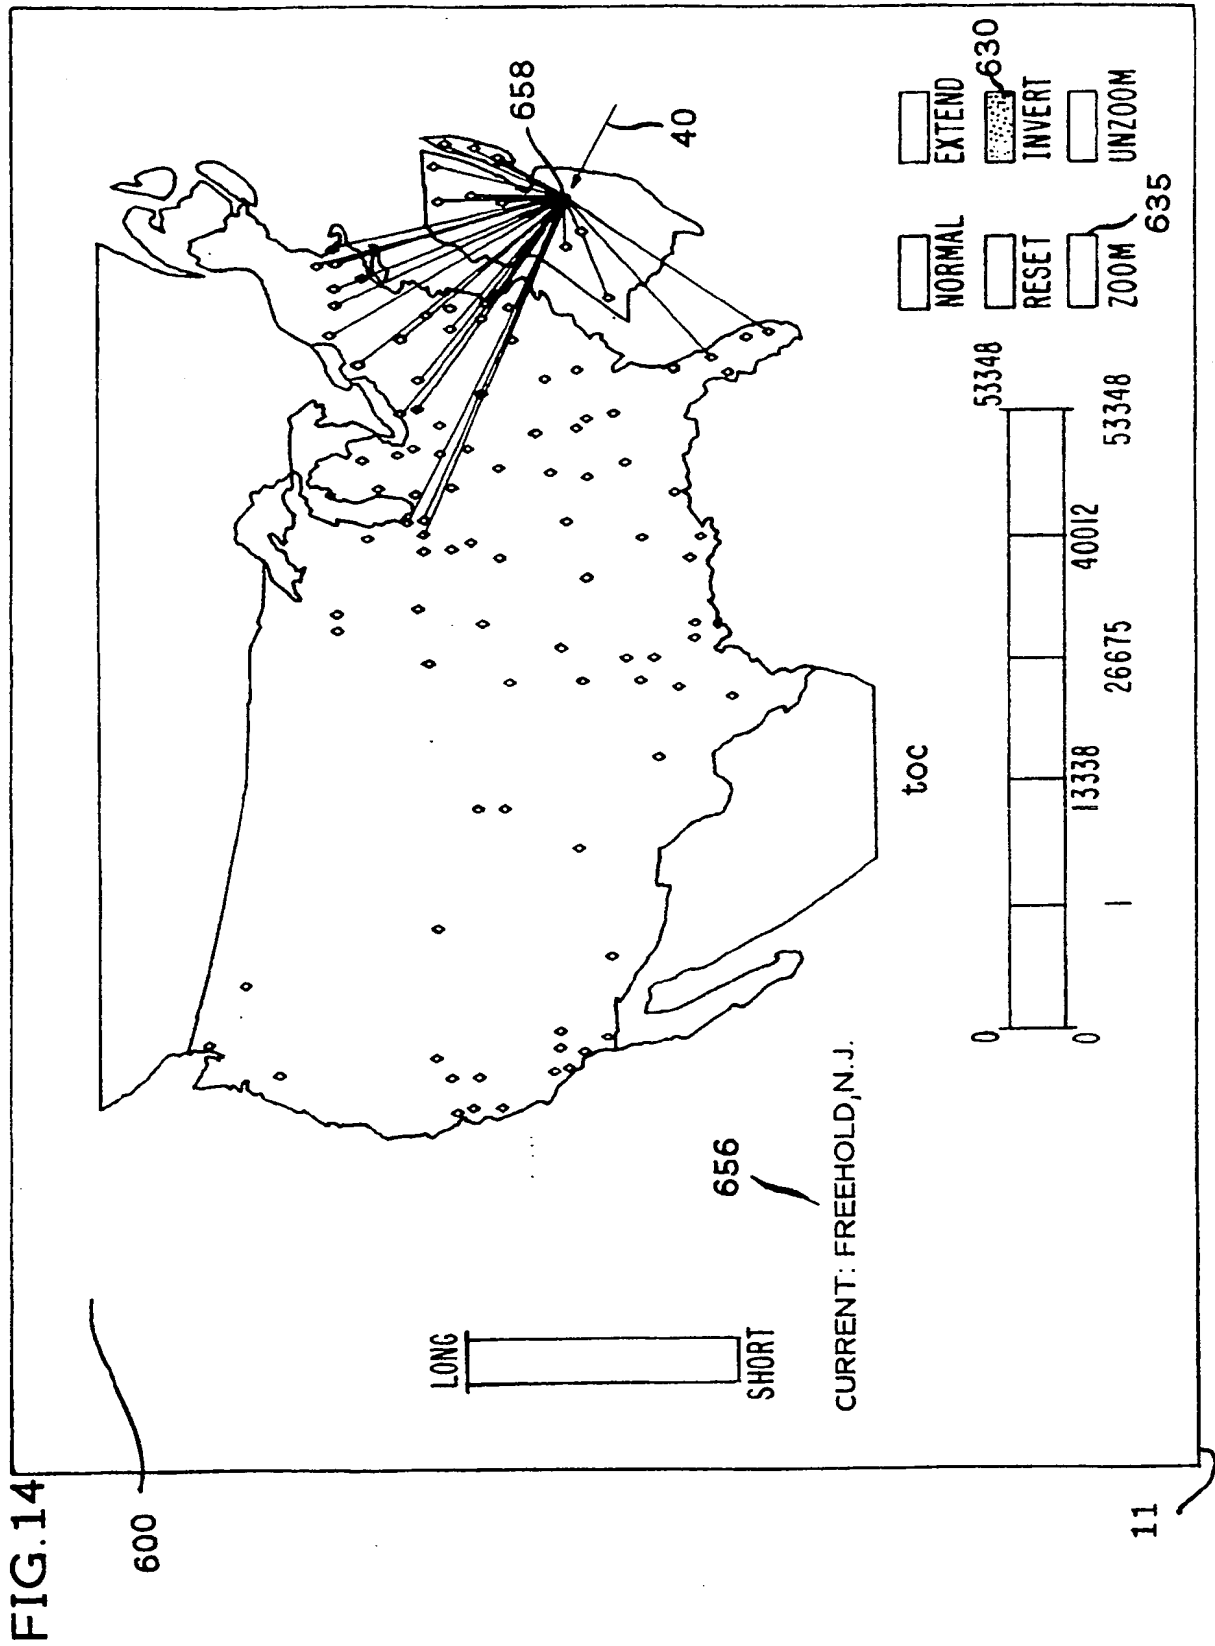 FIG.14
600
658
40
LONG
SHORT
656
CURRENT: FREEHOLD,N.J.
toc
0
53348
0
1
13338
26675
40012
53348
NORMAL
EXTEND
RESET
INVERT
630
ZOOM
UNZOOM
635
11